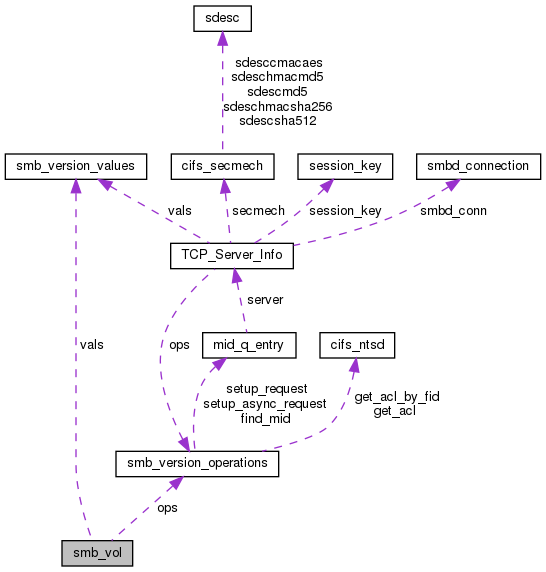 sdesc
sdesccmacaes
sdeschmacmd5
sdescmd5
sdeschmacsha256
sdescsha512
smb_version_values
cifs_secmech
session_key
smbd_connection
vals
secmech
session_key
smbd_conn
TCP_Server_Info
server
ops
mid_q_entry
cifs_ntsd
vals
setup_request
setup_async_request
find_mid
get_acl_by_fid
get_acl
smb_version_operations
ops
smb_vol